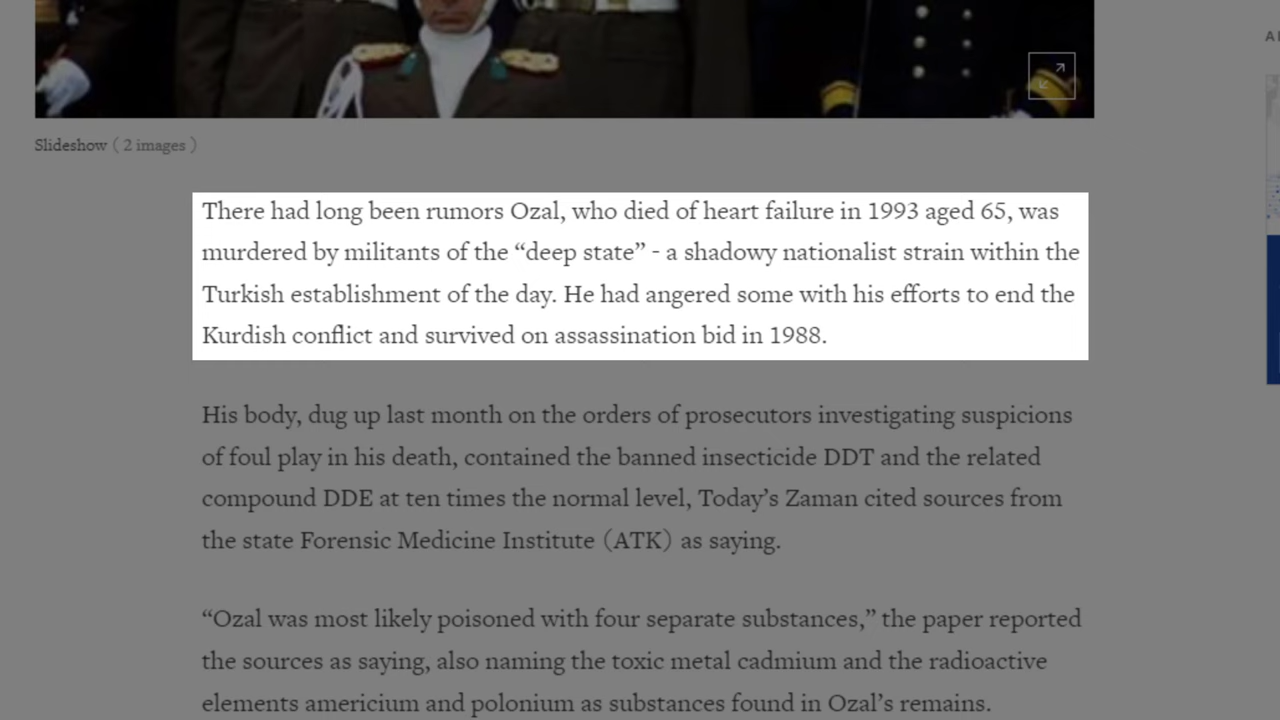 Slideshow ( 2 images )
There had long been rumors Ozal, who died of heart failure in 1993 aged 65, was
murdered by militants of the “deep state” - a shadowy nationalist strain within the
Turkish establishment of the day. He had angered some with his efforts to end the
Kurdish conflict and survived on assassination bid in 1988.
His body, dug up last month on the orders of prosecutors investigating suspicions
of foul play in his death, contained the banned insecticide DDT and the related
compound DDE at ten times the normal level, Today’s Zaman cited sources from
the state Forensic Medicine Institute (ATK) as saying.
“Ozal was most likely poisoned with four separate substances,” the paper reported
the sources as saying, also naming the toxic metal cadmium and the radioactive
elements americium and polonium as substances found in Ozal’s remains.